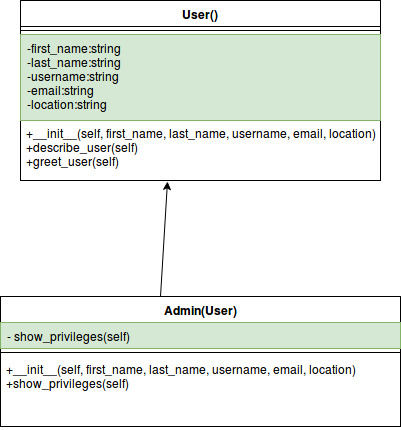 User()
-first_name:string
-last_name:string
-username:string
-email:string
-location:string
+__init__(self, first_name, last_name, username, email, location)
+describe_user(self)
+greet_user(self)
Admin(User)
- show_privileges(self)
+__init__(self, first_name, last_name, username, email, location)
+show_privileges(self)